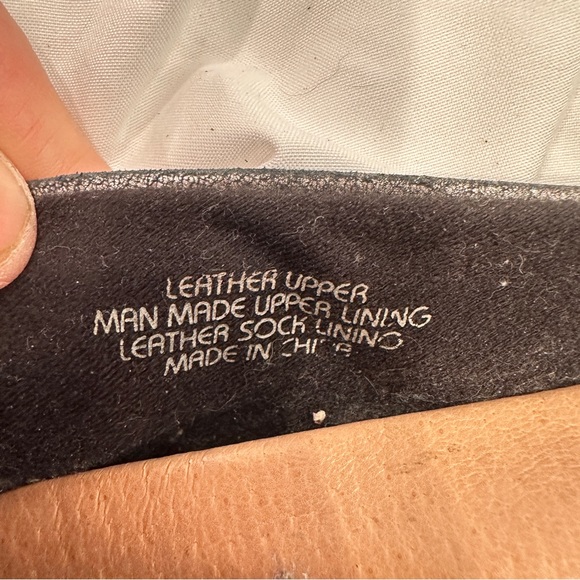 LEATHER UPPER
MAN MADE UPPER LINING
LEATHER SOCK LINING
MADE IN CHINA